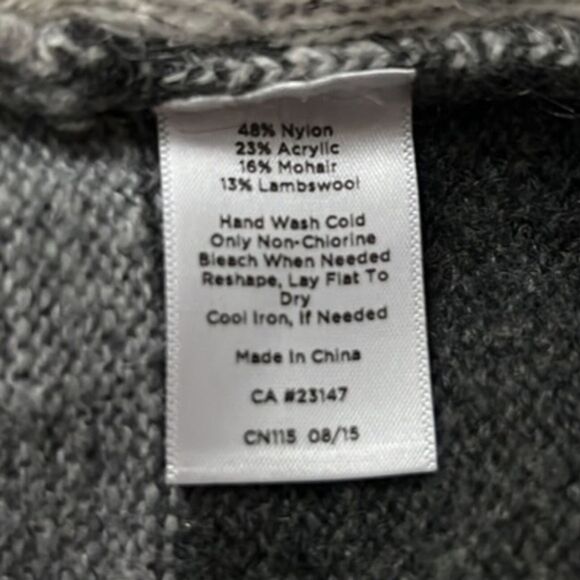 48% Nylon
23% Acrylic
16% Mohair
13% Lambswool
Hand Wash Cold
Only Non-Chlorine
Bleach When Needed
Reshape, Lay Flat To
Dry
Cool Iron, If Needed
Made In China
CA #23147
CN115 08/15